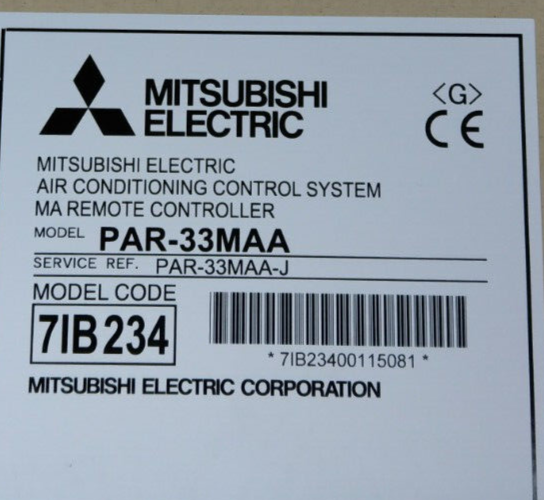 MITSUBISHI
ELECTRIC
<G>
CE
MITSUBISHI ELECTRIC
AIR CONDITIONING CONTROL SYSTEM
MA REMOTE CONTROLLER
MODEL PAR-33MAA
SERVICE REF. PAR-33MAA-J
MODEL CODE
7IB234
* 7IB23400115081 *
MITSUBISHI ELECTRIC CORPORATION